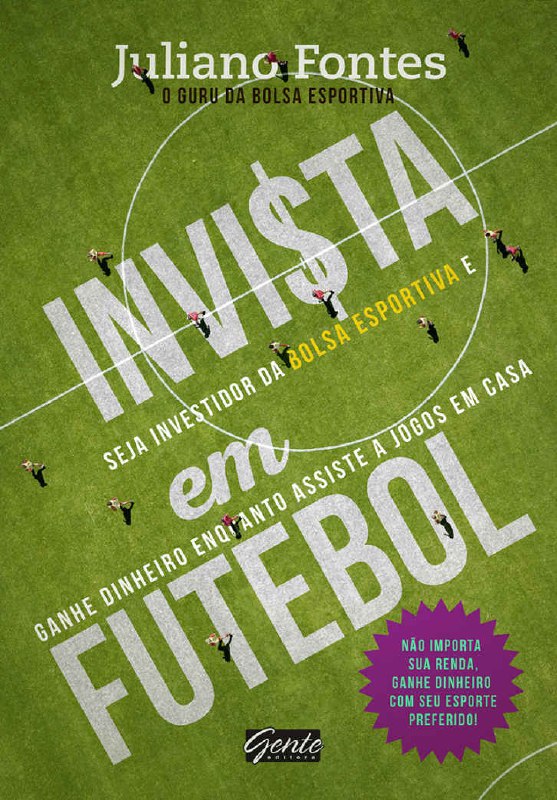 Juliano Fontes
O GURU DA BOLSA ESPORTIVA
INVI$TA
SEJA INVESTIDOR DA BOLSA ESPORTIVA E
em
GANHE DINHEIRO ENQUANTO ASSISTE A JOGOS EM CASA
FUTEBOL
NÃO IMPORTA
SUA RENDA,
GANHE DINHEIRO
COM SEU ESPORTE
PREFERIDO!
Gente
editora